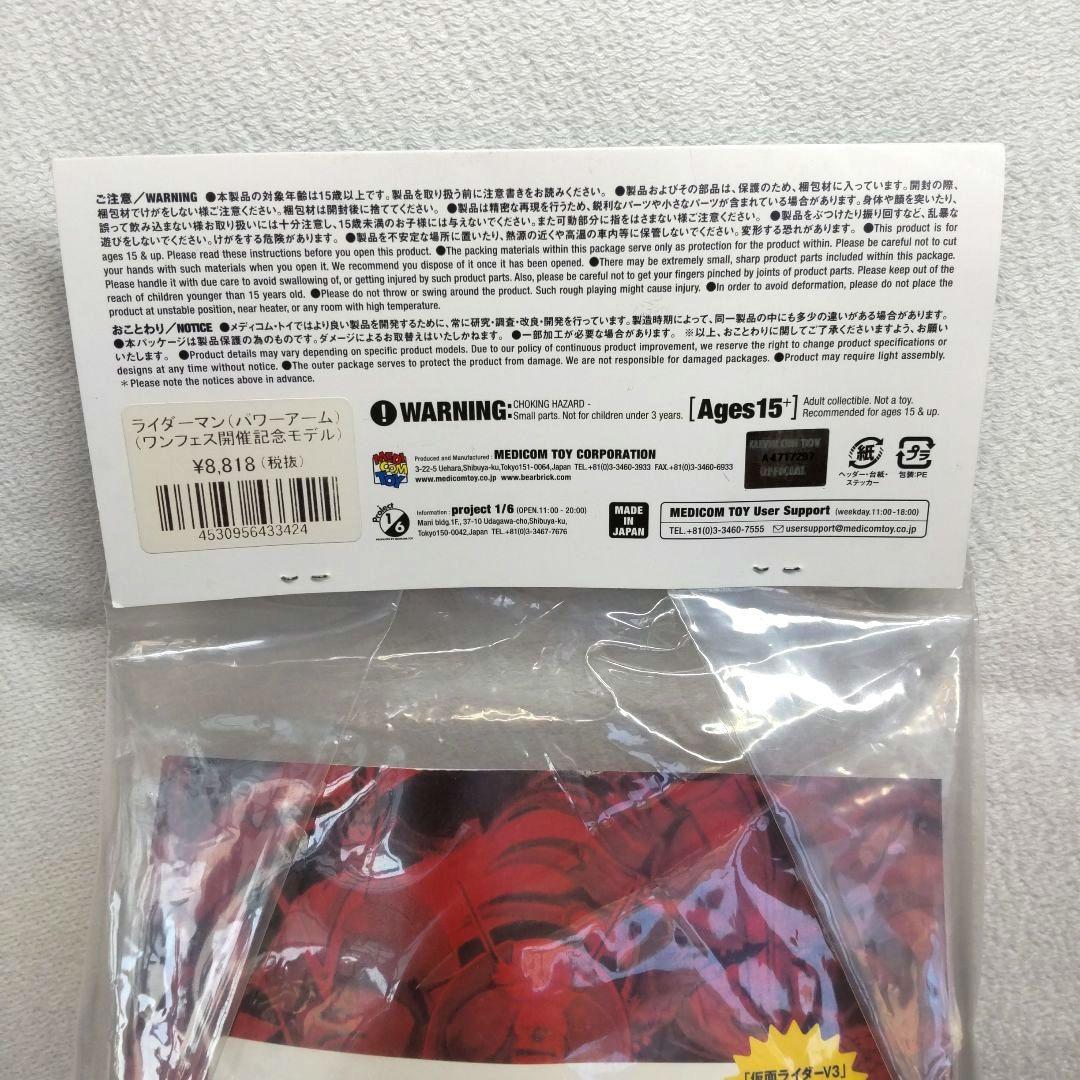 ご注意／WARNING ●本製品の対象年齢は15歳以上です。製品を取り扱う前に注意書きをお読みください。 ●製品およびその部品は、保護のため、梱包材に入っています。開封の際、
梱包材でけがをしない様ご注意ください。梱包材は開封後に捨ててください。 ●製品は精密な再現を行うため、鋭利なパーツや小さなパーツが含まれている場合があります。身体や顔を突いたり、
誤って飲み込まない様お取り扱いには十分注意し、15歳未満のお子様には与えないでください。また可動部分に指をはさまない様ご注意ください。 ●製品をぶつけたり振り回すなど、乱暴な
遊びをしないでください。けがをする危険があります。 ●製品を不安定な場所に置いたり、熱源の近くや高温の車内等に保管しないでください。変形する恐れがあります。 ●This product is for
ages 15 & up. Please read these instructions before you open this product. ●The packing materials within this package serve only as protection for the product within. Please be careful not to cut
your hands with such materials when you open it. We recommend you dispose of it once it has been opened. ●There may be extremely small, sharp product parts included within this package.
Please handle it with due care to avoid swallowing of, or getting injured by such product parts. Also, please be careful not to get your fingers pinched by joints of product parts. Please keep out of the
reach of children younger than 15 years old. ●Please do not throw or swing around the product. Such rough playing might cause injury. ●In order to avoid deformation, please do not place the
product at unstable position, near heater, or any room with high temperature.
おことわり／NOTICE ●メディコム・トイではより良い製品を開発するために、常に研究・調査・改良・開発を行っています。製造時期によって、同一製品の中にも多少の違いがある場合があります。
●本パッケージは製品保護の為のものです。ダメージによるお取替えはいたしかねます。 ●一部加工が必要な場合があります。 ※以上、おことわりに関してご了承くださいますよう、お願い
いたします。 ●Product details may vary depending on specific product models. Due to our policy of continuous product improvement, we reserve the right to change product specifications or
designs at any time without notice. ●The outer package serves to protect the product from damage. We are not responsible for damaged packages. ●Product may require light assembly.
＊Please note the notices above in advance.
ライダーマン(パワーアーム)
(ワンフェス開催記念モデル)
¥8,818(税抜)
4530956433424
WARNING: CHOKING HAZARD -
Small parts. Not for children under 3 years.
[Ages15+] Adult collectible. Not a toy.
Recommended for ages 15 & up.
MEDI COM TOY
Produced and Manufactured: MEDICOM TOY CORPORATION
3-22-5 Uehara,Shibuya-ku,Tokyo151-0064,Japan TEL.+81(0)3-3460-3933 FAX.+81(0)3-3460-6933
www.medicomtoy.co.jp www.bearbrick.com
OFFICIAL
紙
ヘッダー・台紙・
ステッカー
プラ
包装:PE
Project 1/6
Information: project 1/6 (OPEN.11:00 - 20:00)
Mani bldg.1F., 37-10 Udagawa-cho,Shibuya-ku,
Tokyo150-0042,Japan TEL.+81(0)3-3467-7676
MADE
IN
JAPAN
MEDICOM TOY User Support (weekday.11:00-18:00)
TEL.+81(0)3-3460-7555 usersupport@medicomtoy.co.jp
「仮面ライダーV3」